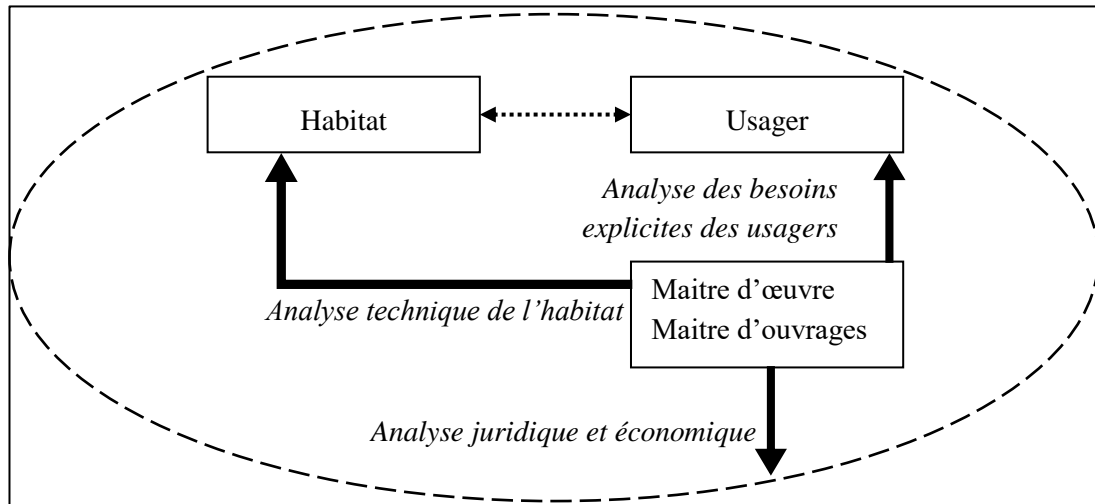 Habitat
Usager
Analyse des besoins
explicites des usagers
Maitre d’œuvre
Maitre d’ouvrages
Analyse technique de l’habitat
Analyse juridique et économique